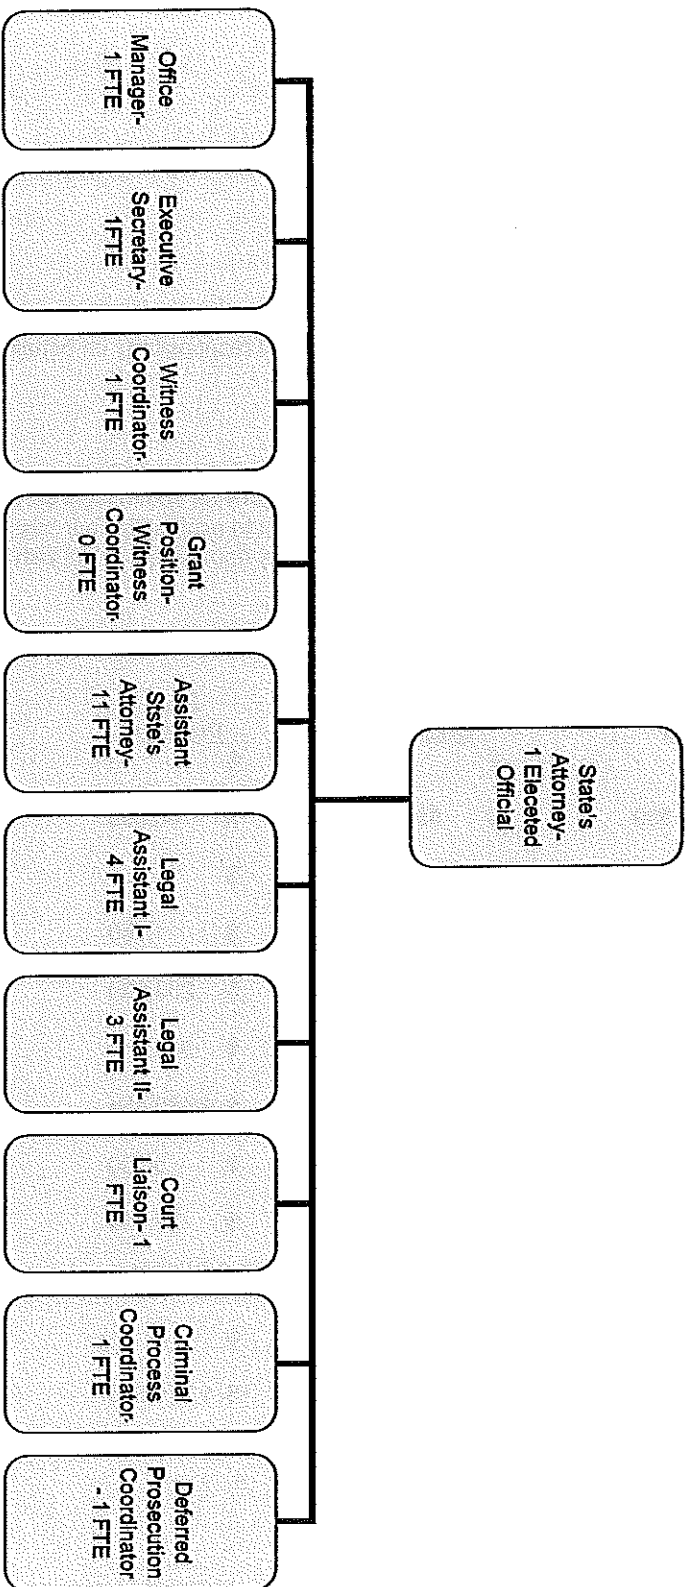 State's
Attorney-
1 Eleceted
Official
Office
Manager-
1 FTE
Executive
Secretary-
1FTE
Witness
Coordinator-
1 FTE
Grant
Position-
Witness
Coordinator-
0 FTE
Assistant
Stste's
Attorney-
11 FTE
Legal
Assistant I-
4 FTE
Legal
Assistant II-
3 FTE
Court
Liaison- 1
FTE
Criminal
Process
Coordinator-
1 FTE
Deferred
Prosecution
Coordinator
- 1 FTE